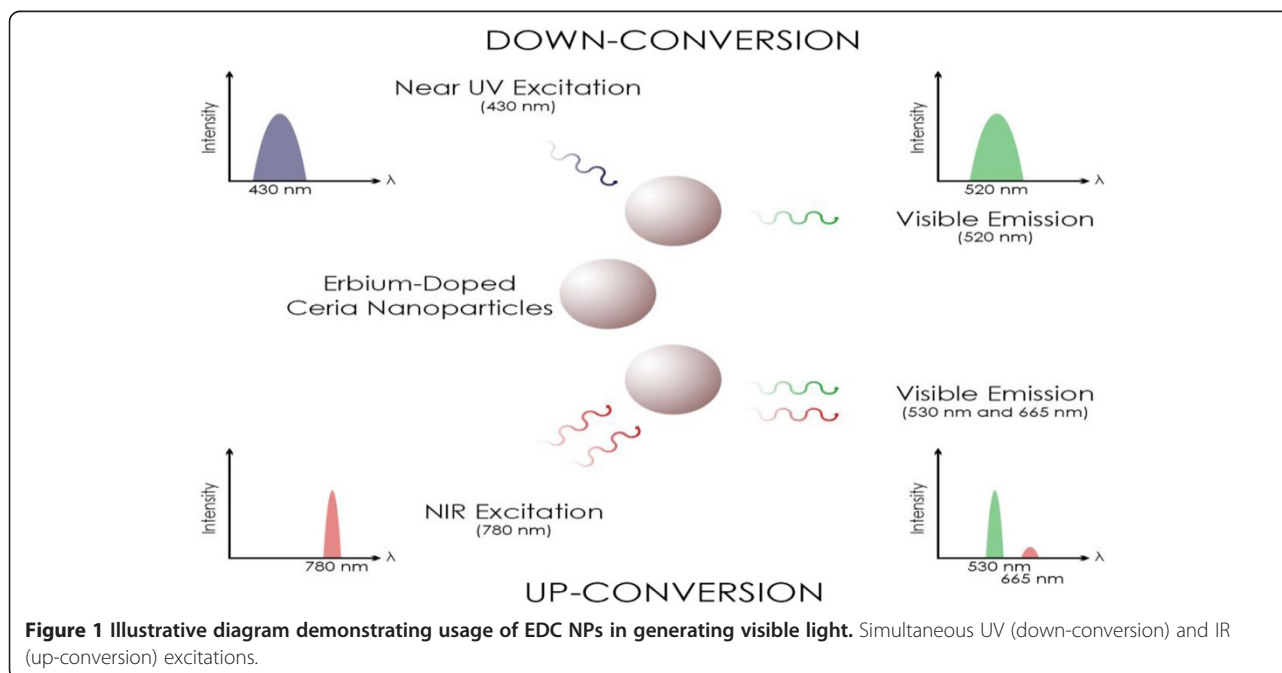 DOWN-CONVERSION
Intensity
430 nm
λ
Near UV Excitation
(430 nm)
Intensity
520 nm
λ
Visible Emission
(520 nm)
Erbium-Doped
Ceria Nanoparticles
Visible Emission
(530 nm and 665 nm)
Intensity
780 nm
λ
NIR Excitation
(780 nm)
Intensity
530 nm
665 nm
λ
UP-CONVERSION
Figure 1 Illustrative diagram demonstrating usage of EDC NPs in generating visible light. Simultaneous UV (down-conversion) and IR
(up-conversion) excitations.